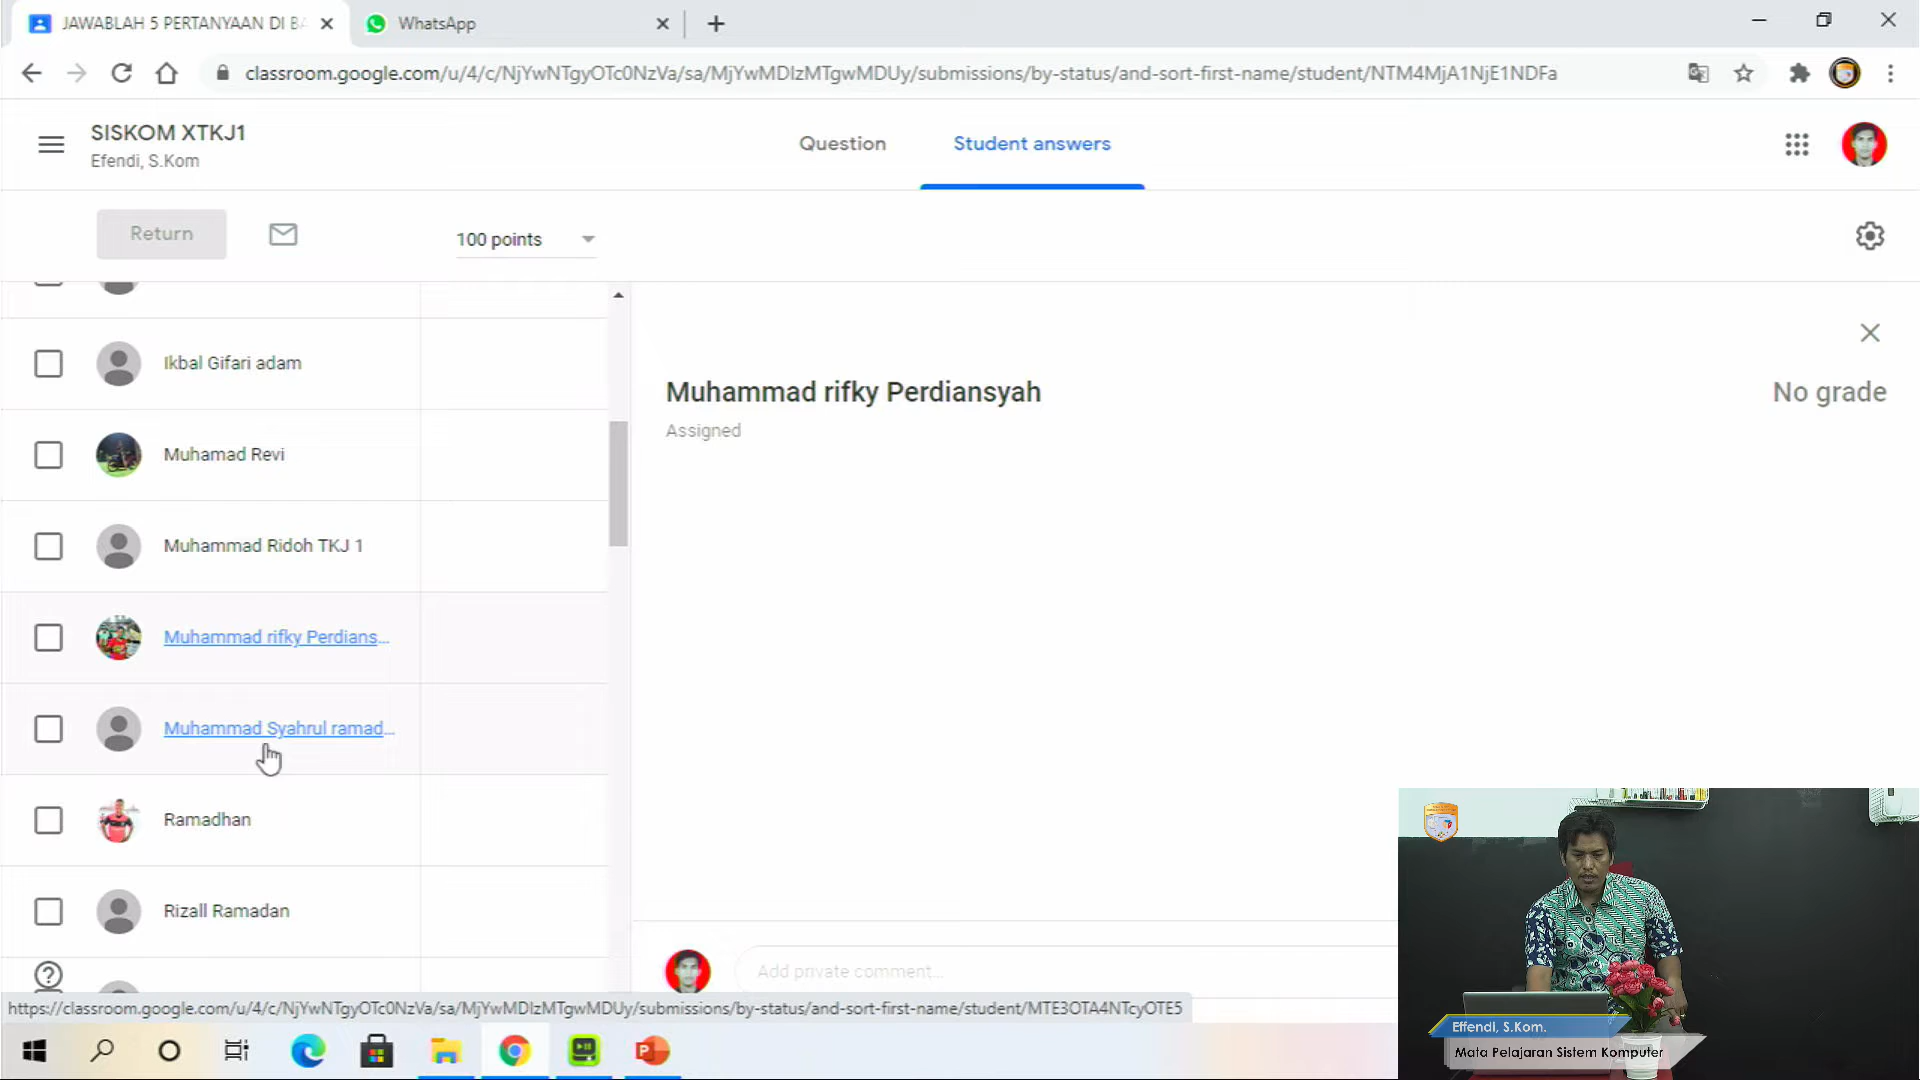 JAWABLAH 5 PERTANYAAN DI BA
WhatsApp
classroom.google.com/u/4/c/NjYwNTgyOTc0NzVa/sa/MjYwMDIzMTgwMDUy/submissions/by-status/and-sort-first-name/student/NTM4MjA1NjE1NDFa
SISKOM XTKJ1
Efendi, S.Kom
Question
Student answers
Return
100 points
Ikbal Gifari adam
Muhamad Revi
Muhammad Ridoh TKJ 1
Muhammad rifky Perdians...
Muhammad Syahrul ramad...
Ramadhan
Rizall Ramadan
Muhammad rifky Perdiansyah
No grade
Assigned
Add private comment...
https://classroom.google.com/u/4/c/NjYwNTgyOTc0NzVa/sa/MjYwMDIzMTgwMDUy/submissions/by-status/and-sort-first-name/student/MTE3OTA4NTcyOTE5
Effendi, S.Kom.
Mata Pelajaran Sistem Komputer